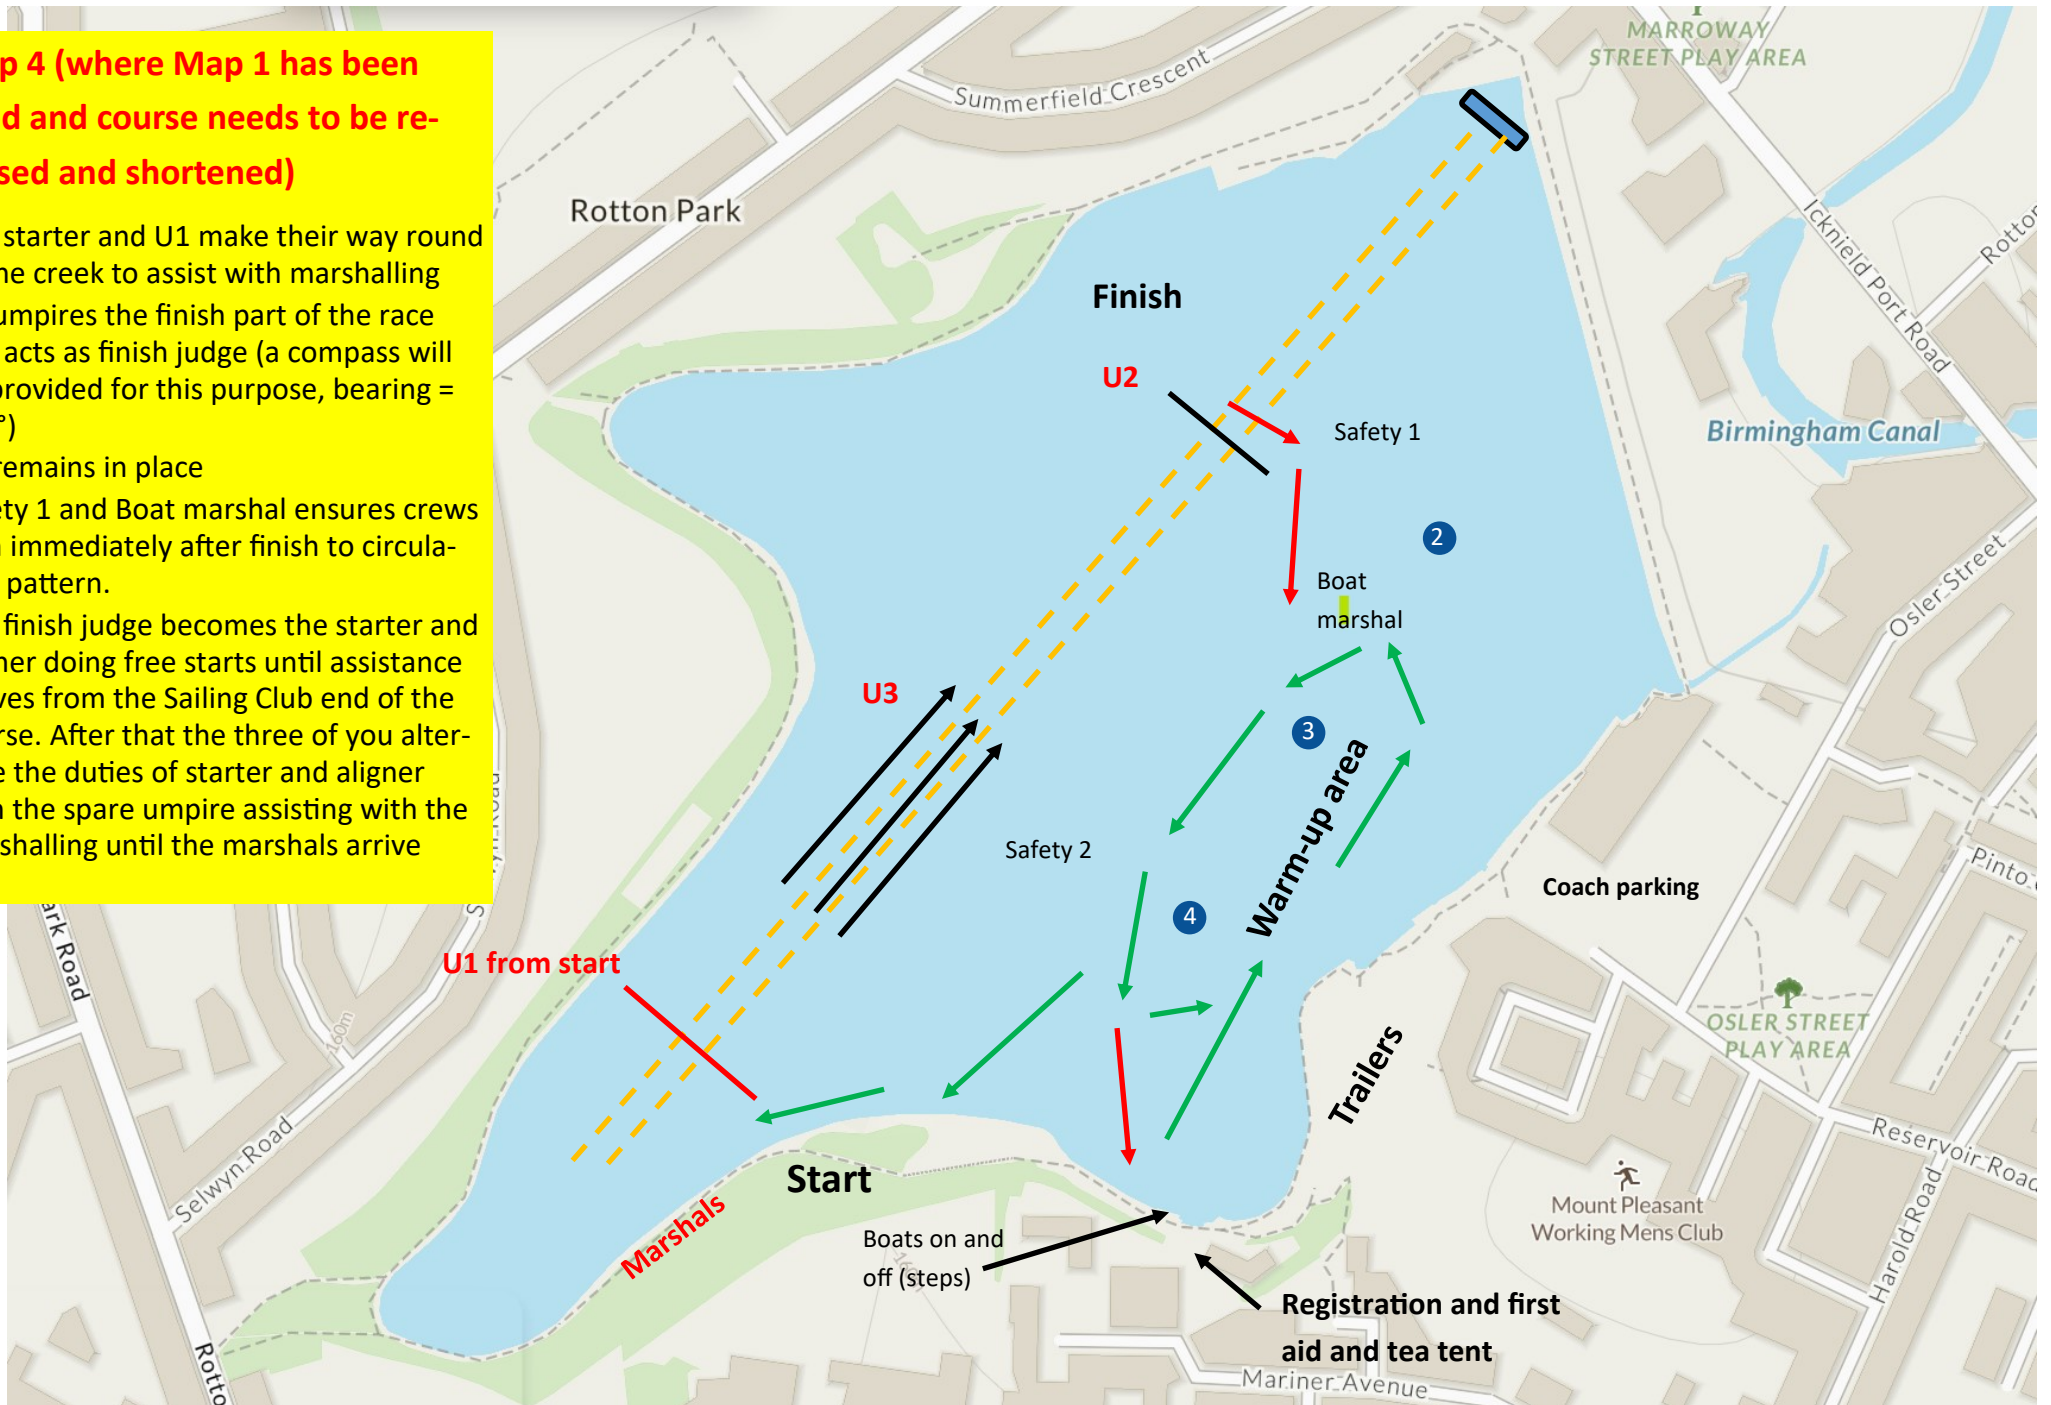 p 4 (where Map 1 has been
d and course needs to be re-
sed and shortened)
starter and U1 make their way round
ne creek to assist with marshalling
umpires the finish part of the race
acts as finish judge (a compass will
provided for this purpose, bearing =
°)
remains in place
ety 1 and Boat marshal ensures crews
n immediately after finish to circula-
pattern.
finish judge becomes the starter and
ner doing free starts until assistance
ves from the Sailing Club end of the
rse. After that the three of you alter-
e the duties of starter and aligner
n the spare umpire assisting with the
shalling until the marshals arrive
MARROWAY
STREET PLAY AREA
Summerfield Crescent
Rotton Park
Icknield Port Road
Rotton
Finish
U2
Safety 1
Birmingham Canal
2
Boat
marshal
Osler Street
U3
3
Warm-up area
Safety 2
Coach parking
Pinto
4
ark Road
U1 from start
160m
OSLER STREET
PLAY AREA
Trailers
Selwyn Road
Start
Reservoir Road
Mount Pleasant
Working Mens Club
Harold Road
Marshals
Boats on and
off (steps)
Registration and first
aid and tea tent
Mariner Avenue
Rotto